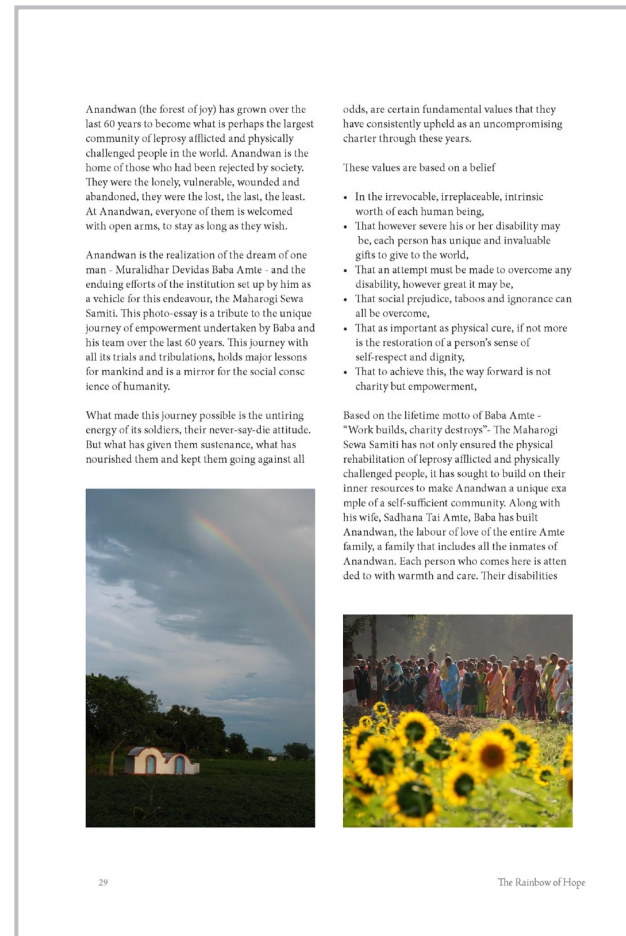 Anandwan (the forest of joy) has grown over the
last 60 years to become what is perhaps the largest
community of leprosy afflicted and physically
challenged people in the world. Anandwan is the
home of those who had been rejected by society.
They were the lonely, vulnerable, wounded and
abandoned, they were the lost, the last, the least.
At Anandwan, everyone of them is welcomed
with open arms, to stay as long as they wish.

Anandwan is the realization of the dream of one
man - Muralidhar Devidas Baba Amte - and the
enduing efforts of the institution set up by him as
a vehicle for this endeavour, the Maharogi Sewa
Samiti. This photo-essay is a tribute to the unique
journey of empowerment undertaken by Baba and
his team over the last 60 years. This journey with
all its trials and tribulations, holds major lessons
for mankind and is a mirror for the social consc
ience of humanity.

What made this journey possible is the untiring
energy of its soldiers, their never-say-die attitude.
But what has given them sustenance, what has
nourished them and kept them going against all
odds, are certain fundamental values that they
have consistently upheld as an uncompromising
charter through these years.

These values are based on a belief

• In the irrevocable, irreplaceable, intrinsic
worth of each human being,
• That however severe his or her disability may
be, each person has unique and invaluable
gifts to give to the world,
• That an attempt must be made to overcome any
disability, however great it may be,
• That social prejudice, taboos and ignorance can
all be overcome,
• That as important as physical cure, if not more
is the restoration of a person's sense of
self-respect and dignity,
• That to achieve this, the way forward is not
charity but empowerment,

Based on the lifetime motto of Baba Amte -
“Work builds, charity destroys”- The Maharogi
Sewa Samiti has not only ensured the physical
rehabilitation of leprosy afflicted and physically
challenged people, it has sought to build on their
inner resources to make Anandwan a unique exa
mple of a self-sufficient community. Along with
his wife, Sadhana Tai Amte, Baba has built
Anandwan, the labour of love of the entire Amte
family, a family that includes all the inmates of
Anandwan. Each person who comes here is atten
ded to with warmth and care. Their disabilities

29
The Rainbow of Hope